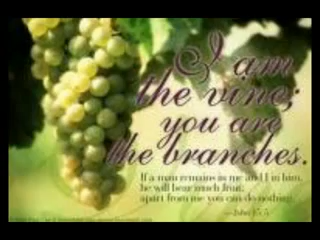 I am
the vine;
you are
the branches.
If a man remains in me and I in him,
he will bear much fruit;
apart from me you can do nothing.
—John 15:5